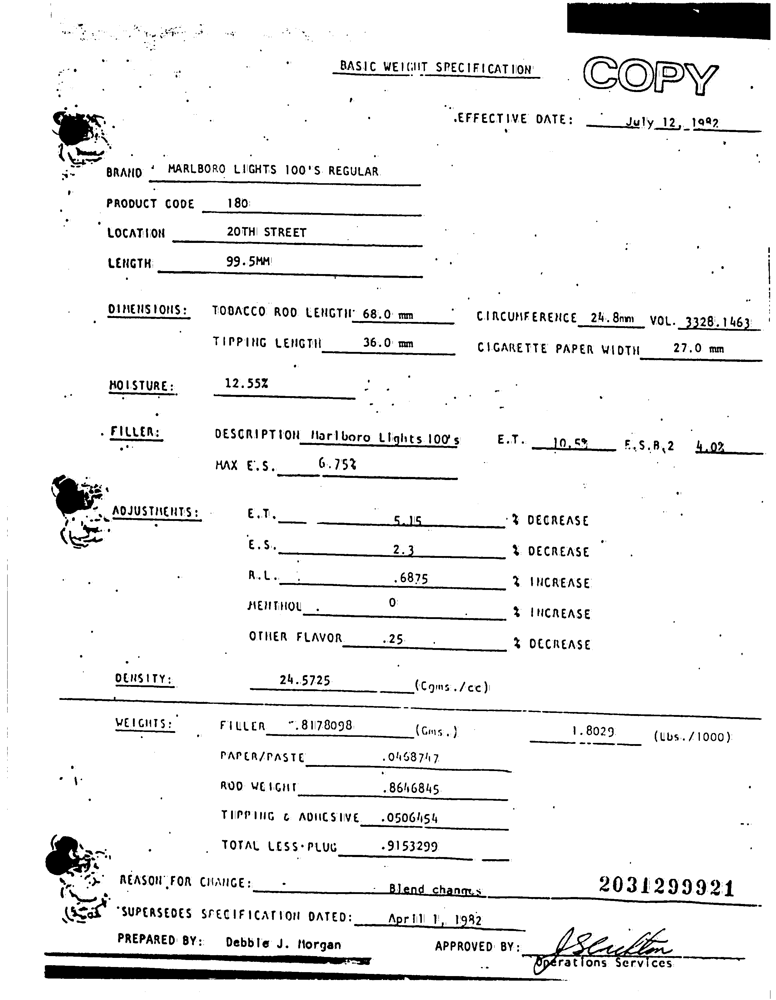 BASIC WEIGHT SPECIFICATION
COPY
EFFECTIVE DATE: July 12, 1982
BRAND MARLBORO LIGHTS 100'S REGULAR
PRODUCT CODE 180
LOCATION 20TH STREET
LENGTH 99.5MM
DIMENSIONS: TOBACCO ROD LENGTH 68.0 mm CIRCUMFERENCE 24.8mm VOL. 3328.1463
TIPPING LENGTH 36.0 mm CIGARETTE PAPER WIDTH 27.0 mm
MOISTURE: 12.55%
FILLER: DESCRIPTION Marlboro Lights 100's E.T. 10.5% E.S.B.2 4.0%
MAX E.S. 6.75%
ADJUSTMENTS: E.T. 5.15 % DECREASE
E.S. 2.3 % DECREASE
R.L. .6875 % INCREASE
MENTHOL 0 % INCREASE
OTHER FLAVOR .25 % DECREASE
DENSITY: 24.5725 (Cgms./cc)
WEIGHTS: FILLER .8178098 (Gms.) 1.8029 (Lbs./1000)
PAPER/PASTE .0468747
ROD WEIGHT .8646845
TIPPING & ADHESIVE .0506454
TOTAL LESS PLUG .9153299
REASON FOR CHANGE: Blend changes
2031299921
SUPERSEDES SPECIFICATION DATED: April 1, 1982
PREPARED BY: Debbie J. Morgan APPROVED BY:
Operations Services